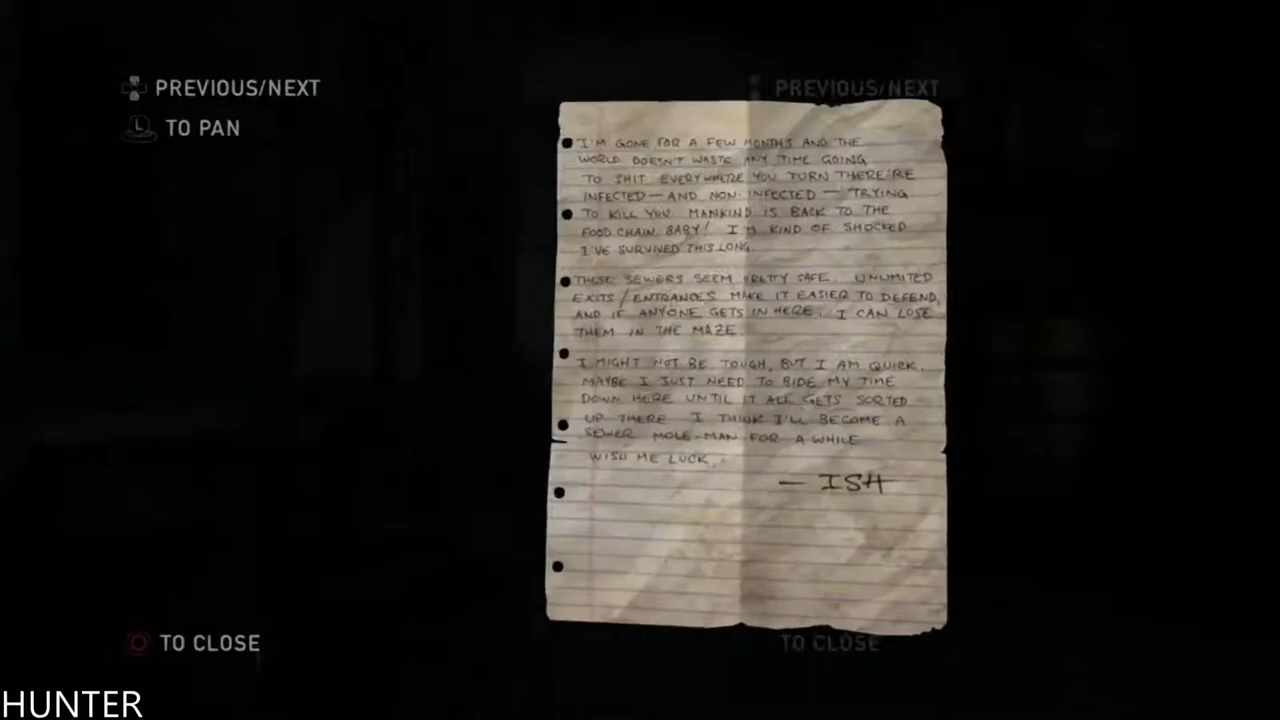 PREVIOUS/NEXT
PREVIOUS/NEXT
L TO PAN
I'M GONE FOR A FEW MONTHS AND THE
WORLD DOESN'T WASTE ANY TIME GOING
TO SHIT EVERYWHERE YOU TURN THERE'RE
INFECTED — AND NON INFECTED — TRYING
TO KILL YOU. MANKIND IS BACK TO THE
FOOD CHAIN, BABY! I'M KIND OF SHOCKED
I'VE SURVIVED THIS LONG.
THESE SEWERS SEEM PRETTY SAFE. UNLIMITED
EXITS/ENTRANCES MAKE IT EASIER TO DEFEND,
AND IF ANYONE GETS IN HERE, I CAN LOSE
THEM IN THE MAZE.
I MIGHT NOT BE TOUGH, BUT I AM QUICK.
MAYBE I JUST NEED TO BIDE MY TIME
DOWN HERE UNTIL IT ALL GETS SORTED
UP THERE I THINK I'LL BECOME A
SEWER MOLE-MAN FOR A WHILE
WISH ME LUCK,
— ISH
TO CLOSE
TO CLOSE
HUNTER